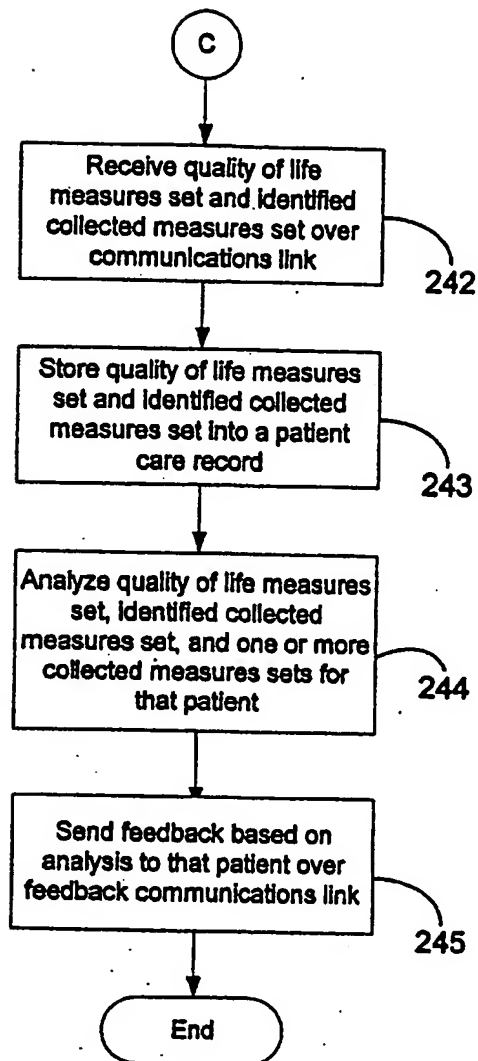 C
Receive quality of life
measures set and identified
collected measures set over
communications link
242
Store quality of life measures
set and identified collected
measures set into a patient
care record
243
Analyze quality of life measures
set, identified collected
measures set, and one or more
collected measures sets for
that patient
244
Send feedback based on
analysis to that patient over
feedback communications link
245
End